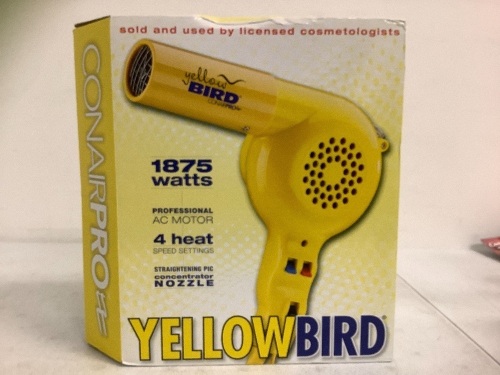 sold and used by licensed cosmetologists
yellow
BIRD
CONAIRPRO
1875
watts
PROFESSIONAL
AC MOTOR
4 heat
SPEED SETTINGS
STRAIGHTENING PIC
concentrator
NOZZLE
YELLOWBIRD®
CONAIRPRO